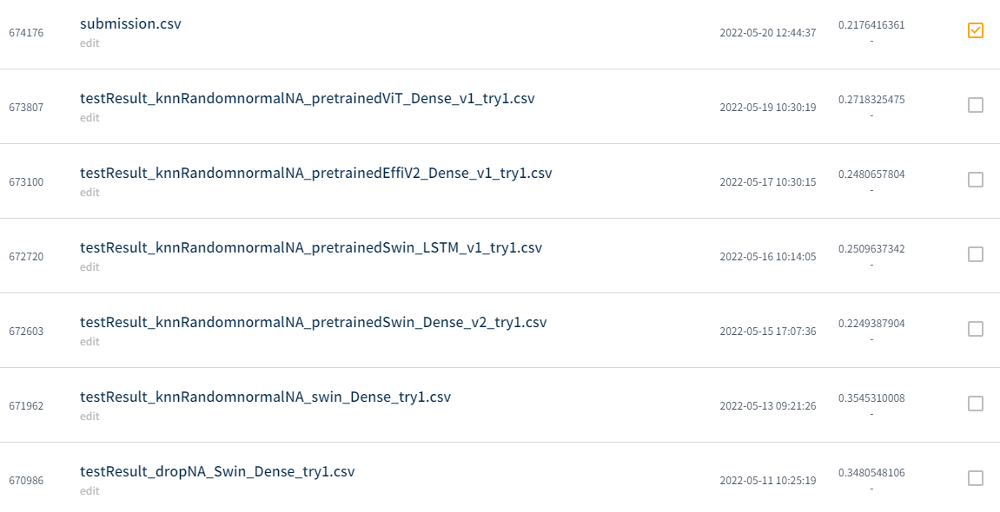 674176 submission.csv 2022-05-20 12:44:37 0.2176416361
edit -
673807 testResult_knnRandomnormalNA_pretrainedViT_Dense_v1_try1.csv 2022-05-19 10:30:19 0.2718325475
edit -
673100 testResult_knnRandomnormalNA_pretrainedEffiV2_Dense_v1_try1.csv 2022-05-17 10:30:15 0.2480657804
edit -
672720 testResult_knnRandomnormalNA_pretrainedSwin_LSTM_v1_try1.csv 2022-05-16 10:14:05 0.2509637342
edit -
672603 testResult_knnRandomnormalNA_pretrainedSwin_Dense_v2_try1.csv 2022-05-15 17:07:36 0.2249387904
edit -
671962 testResult_knnRandomnormalNA_swin_Dense_try1.csv 2022-05-13 09:21:26 0.3545310008
edit -
670986 testResult_dropNA_Swin_Dense_try1.csv 2022-05-11 10:25:19 0.3480548106
edit -